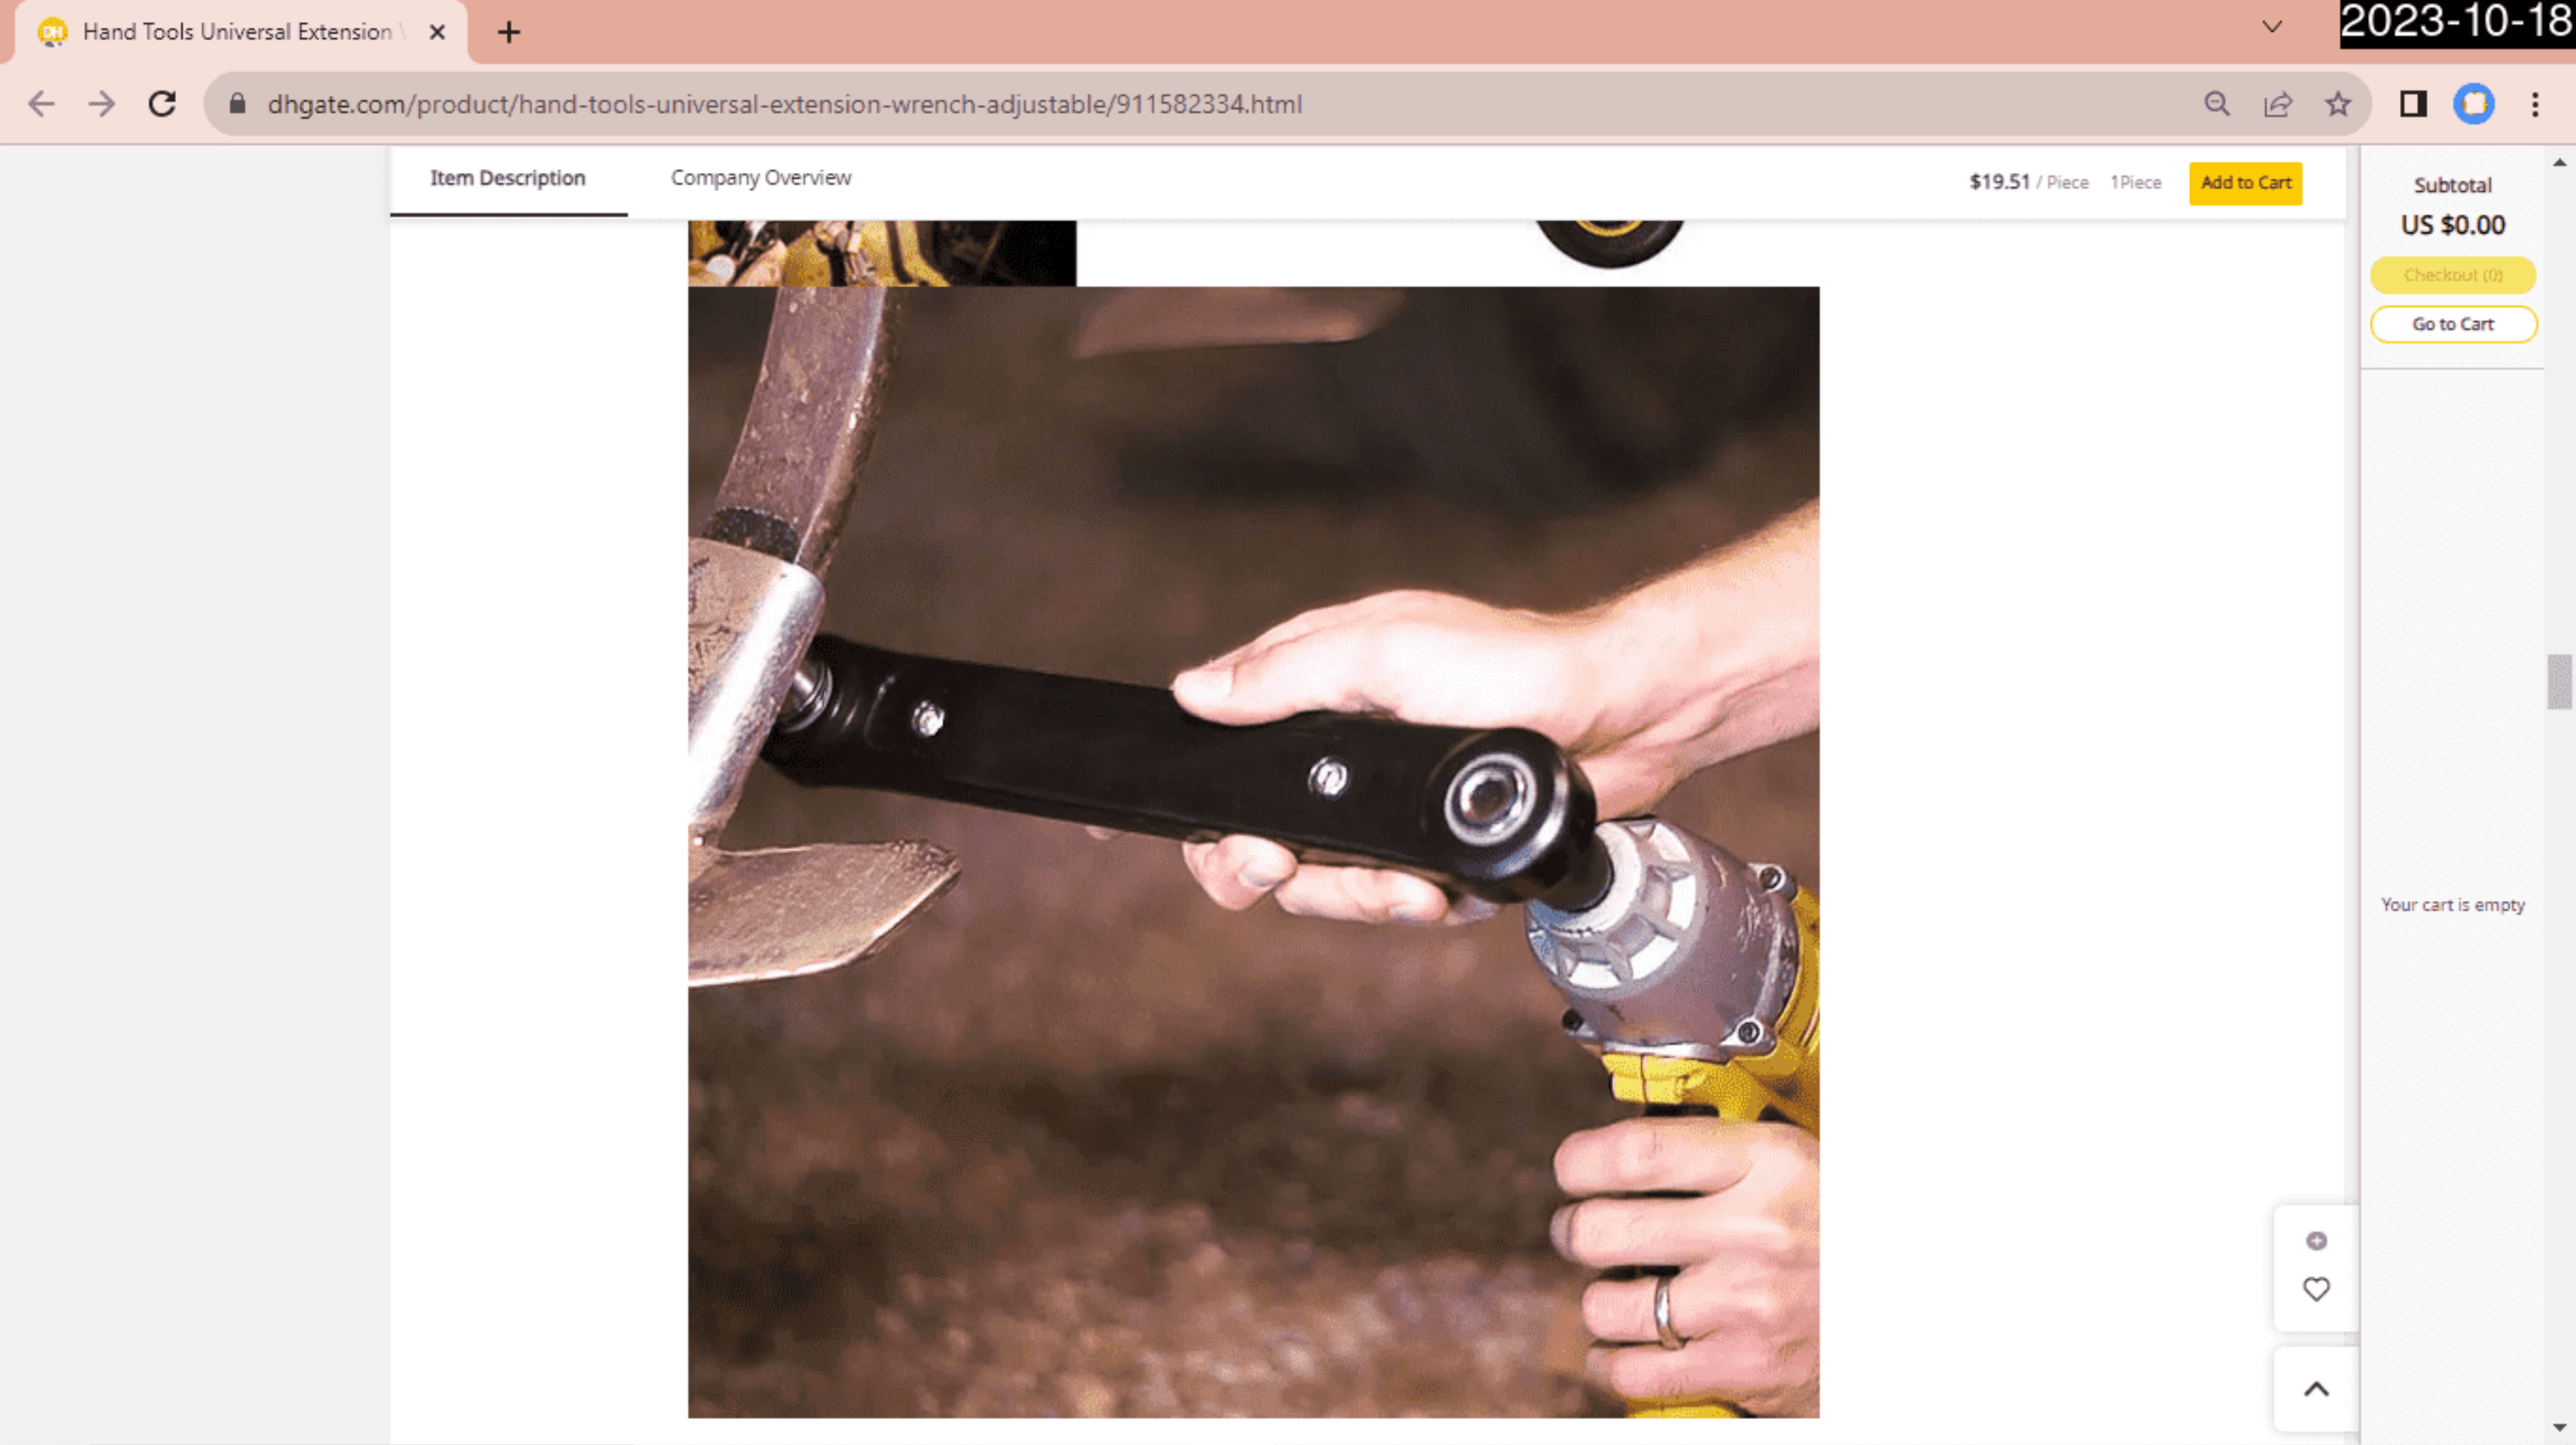 Hand Tools Universal Extension
2023-10-18
dhgate.com/product/hand-tools-universal-extension-wrench-adjustable/911582334.html
Item Description
Company Overview
$19.51 / Piece 1Piece
Add to Cart
Subtotal
US $0.00
Checkout (0)
Go to Cart
Your cart is empty